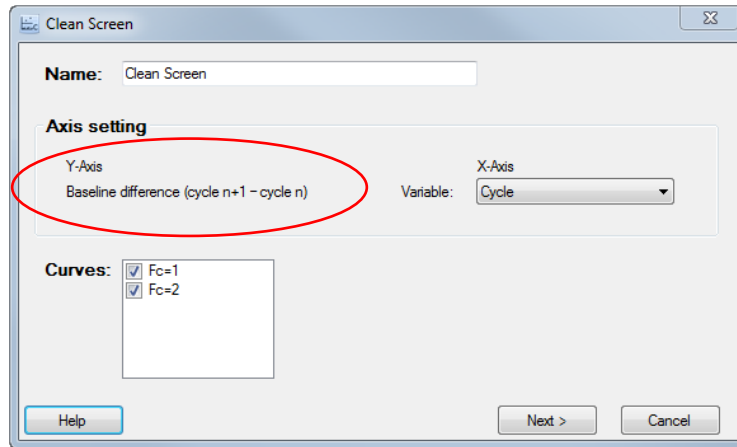 Clean Screen
Name: Clean Screen
Axis setting
Y-Axis X-Axis
Baseline difference (cycle n+1 – cycle n) Variable: Cycle
Curves: Fc=1
Fc=2
Help Next > Cancel